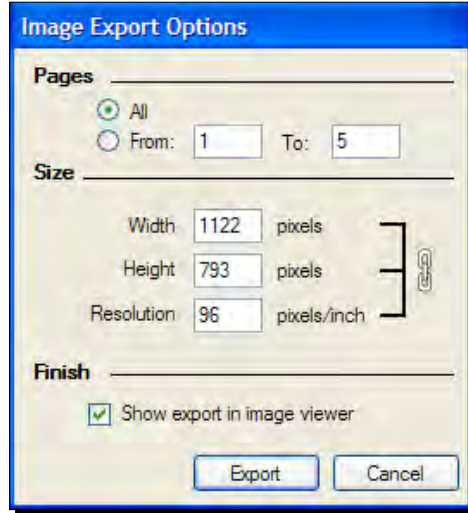 Image Export Options
Pages
All
From: 1 To: 5
Size
Width 1122 pixels
Height 793 pixels
Resolution 96 pixels/inch
Finish
Show export in image viewer
Export Cancel